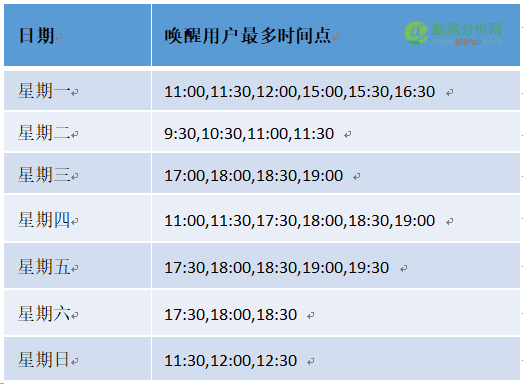 日期 唤醒用户最多时间点
数据分析网
www.afenxi.com
星期一 11:00,11:30,12:00,15:00,15:30,16:30
星期二 9:30,10:30,11:00,11:30
星期三 17:00,18:00,18:30,19:00
星期四 11:00,11:30,17:30,18:00,18:30,19:00
星期五 17:30,18:00,18:30,19:00,19:30
星期六 17:30,18:00,18:30
星期日 11:30,12:00,12:30